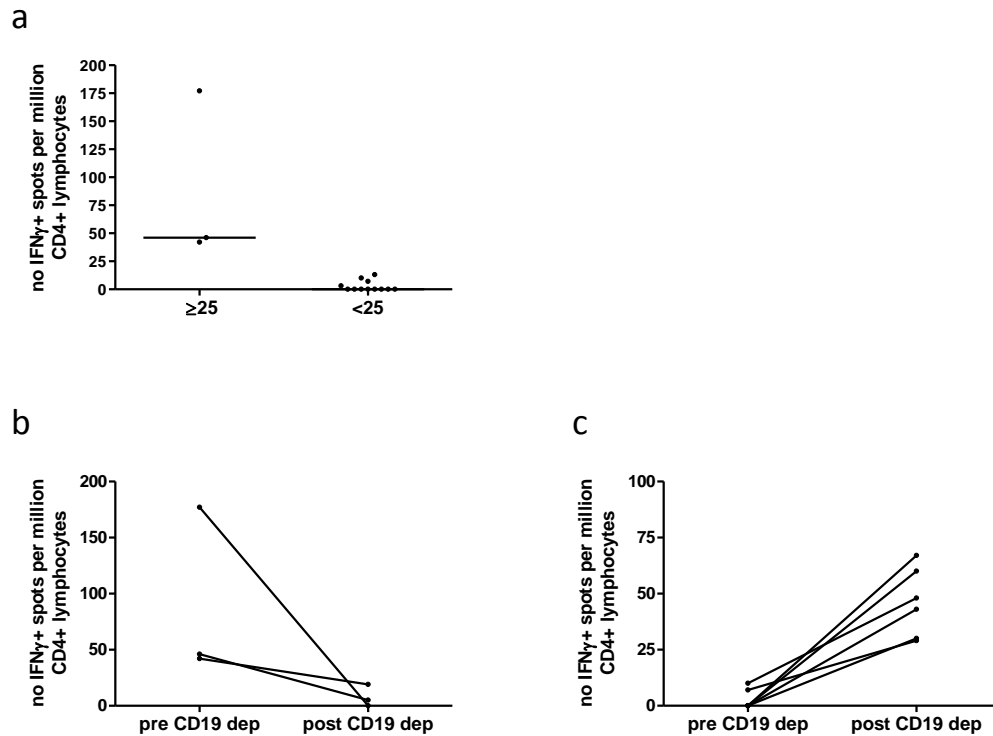 a
no IFNγ+ spots per million
CD4+ lymphocytes
200
175
150
125
100
75
50
25
0
≥25
<25
b
no IFNγ+ spots per million
CD4+ lymphocytes
200
150
100
50
0
pre CD19 dep
post CD19 dep
c
no IFNγ+ spots per million
CD4+ lymphocytes
100
75
50
25
0
pre CD19 dep
post CD19 dep